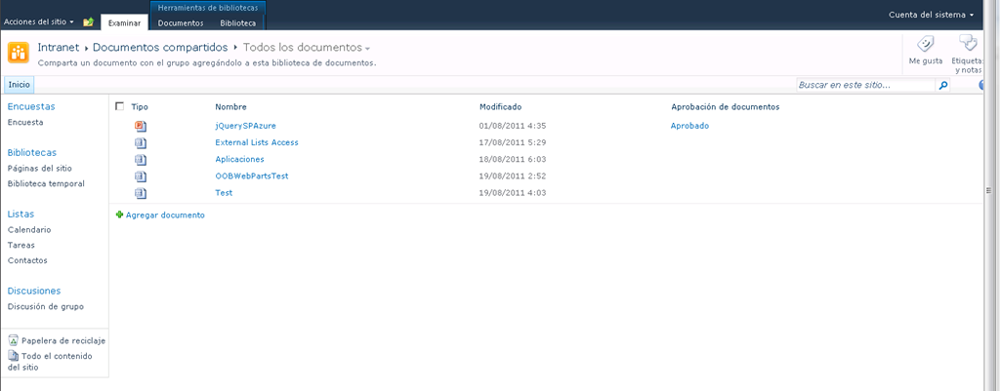 Herramientas de bibliotecas
Acciones del sitio Examinar Documentos Biblioteca Cuenta del sistema
Intranet Documentos compartidos Todos los documentos
Comparta un documento con el grupo agregándolo a esta biblioteca de documentos.
Me gusta
Etiquetas
y notas
Inicio
Buscar en este sitio...
Encuestas
Encuesta
Bibliotecas
Páginas del sitio
Biblioteca temporal
Listas
Calendario
Tareas
Contactos
Discusiones
Discusión de grupo
Papelera de reciclaje
Todo el contenido
del sitio
Tipo Nombre Modificado Aprobación de documentos
jQuerySPAzure 01/08/2011 4:35 Aprobado
External Lists Access 17/08/2011 5:29
Aplicaciones 18/08/2011 6:03
OOBWebPartsTest 19/08/2011 2:52
Test 19/08/2011 4:03
Agregar documento